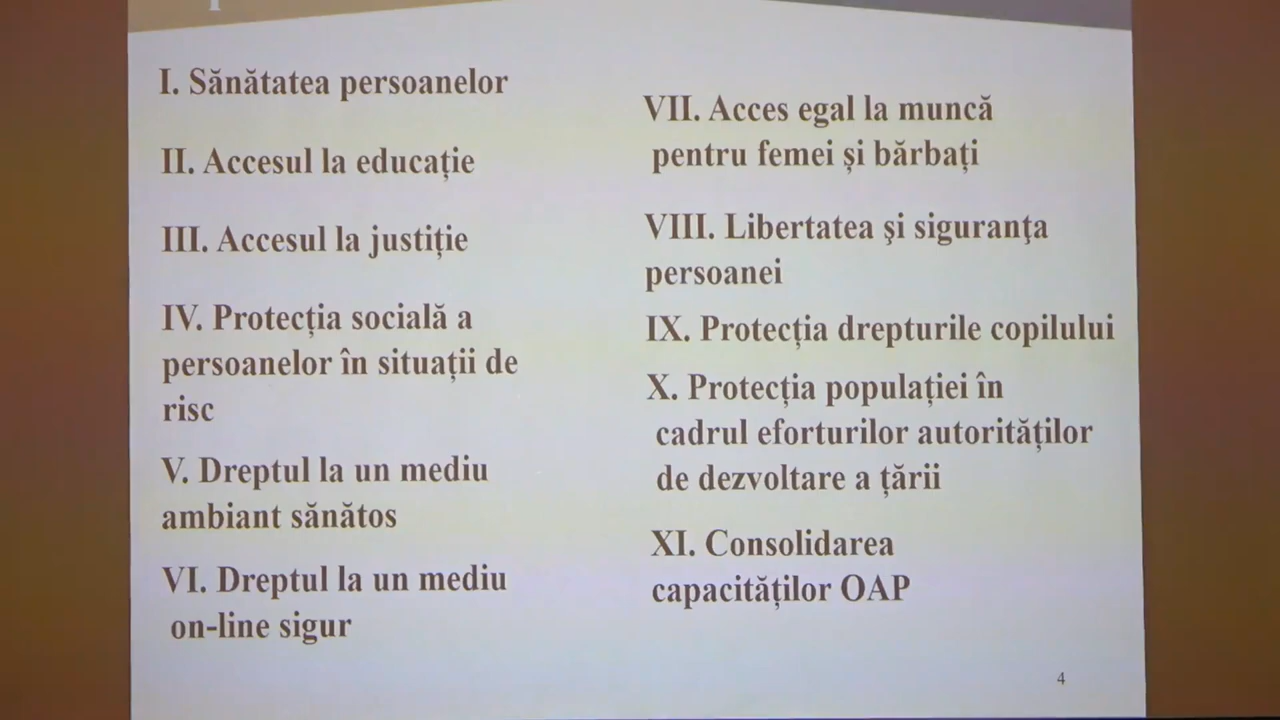 I. Sănătatea persoanelor
II. Accesul la educație
III. Accesul la justiție
IV. Protecția socială a
persoanelor în situații de
risc
V. Dreptul la un mediu
ambiant sănătos
VI. Dreptul la un mediu
on-line sigur
VII. Acces egal la muncă
pentru femei și bărbați
VIII. Libertatea şi siguranţa
persoanei
IX. Protecția drepturile copilului
X. Protecția populației în
cadrul eforturilor autorităților
de dezvoltare a țării
XI. Consolidarea
capacităților OAP
4